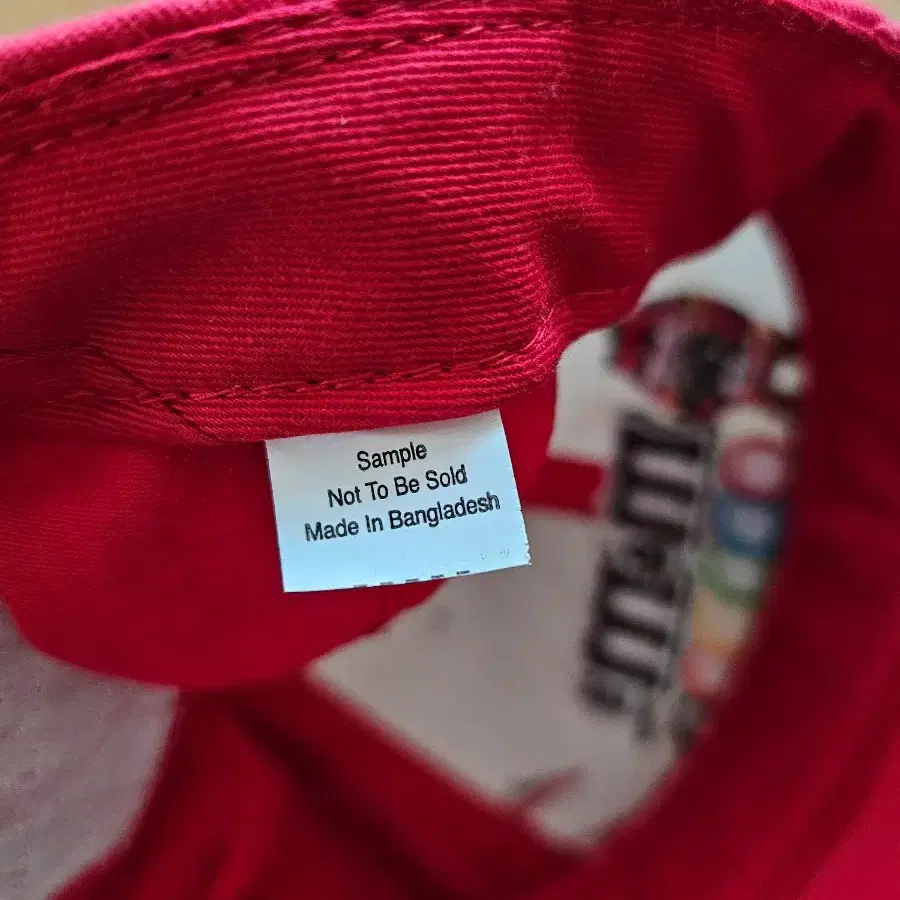 Sample
Not To Be Sold
Made In Bangladesh
m&m's